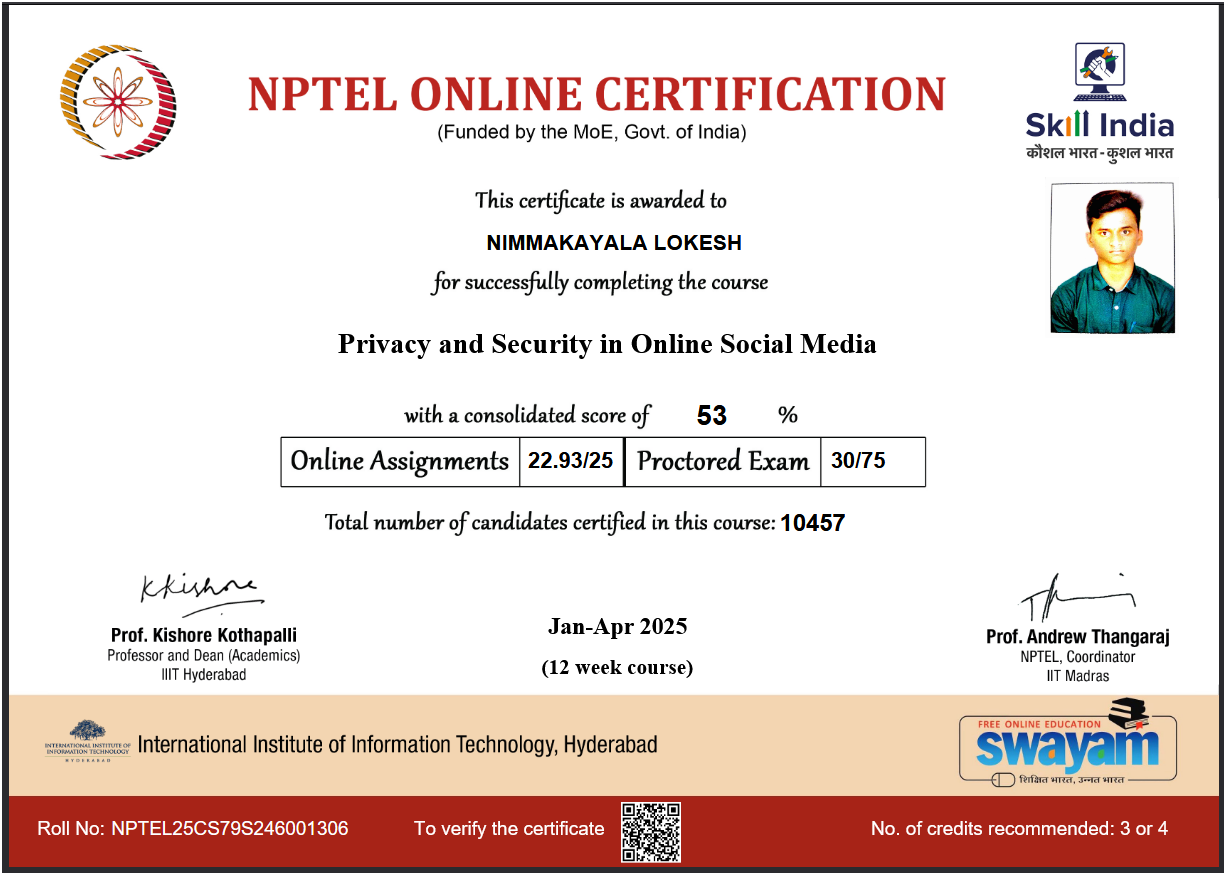 NPTEL ONLINE CERTIFICATION
(Funded by the MoE, Govt. of India)
Skill India
कौशल भारत - कुशल भारत
This certificate is awarded to
NIMMAKAYALA LOKESH
for successfully completing the course
Privacy and Security in Online Social Media
with a consolidated score of 53 %
Online Assignments 22.93/25 Proctored Exam 30/75
Total number of candidates certified in this course: 10457
KKishore
Prof. Kishore Kothapalli
Professor and Dean (Academics)
IIIT Hyderabad
Jan-Apr 2025
(12 week course)
Prof. Andrew Thangaraj
NPTEL, Coordinator
IIT Madras
INTERNATIONAL INSTITUTE OF
INFORMATION TECHNOLOGY
HYDERABAD
International Institute of Information Technology, Hyderabad
FREE ONLINE EDUCATION
swayam
शिक्षित भारत, उन्नत भारत
Roll No: NPTEL25CS79S246001306
To verify the certificate
No. of credits recommended: 3 or 4